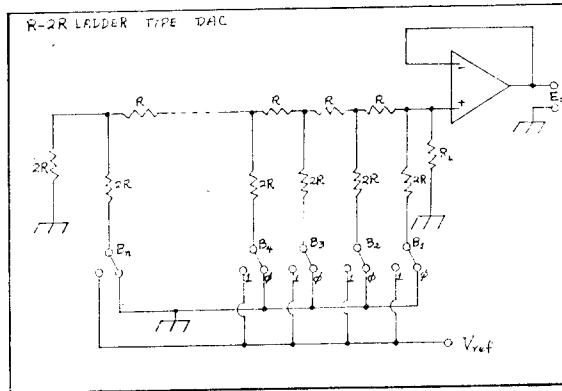 R-2R LADDER TYPE DAC
R R R R
- +
E₀
2R 2R 2R 2R 2R 2R R_L
Bn B4 B3 B2 B1
1 ϕ 1 ϕ 1 ϕ 1 ϕ
Vref